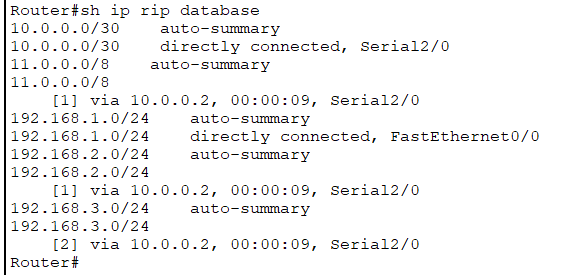 Router#sh ip rip database
10.0.0.0/30    auto-summary
10.0.0.0/30    directly connected, Serial2/0
11.0.0.0/8    auto-summary
11.0.0.0/8
    [1] via 10.0.0.2, 00:00:09, Serial2/0
192.168.1.0/24    auto-summary
192.168.1.0/24    directly connected, FastEthernet0/0
192.168.2.0/24    auto-summary
192.168.2.0/24
    [1] via 10.0.0.2, 00:00:09, Serial2/0
192.168.3.0/24    auto-summary
192.168.3.0/24
    [2] via 10.0.0.2, 00:00:09, Serial2/0
Router#